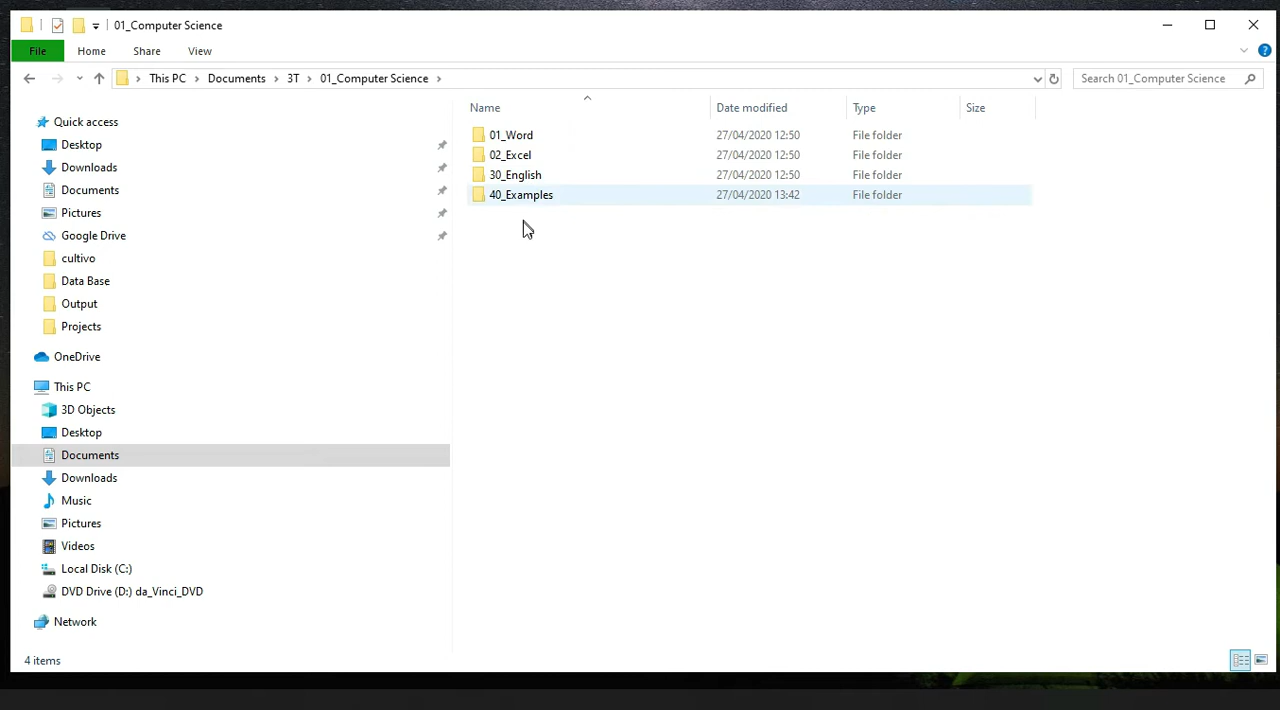 01_Computer Science
File Home Share View
This PC Documents 3T 01_Computer Science Search 01_Computer Science
Name Date modified Type Size
01_Word 27/04/2020 12:50 File folder
02_Excel 27/04/2020 12:50 File folder
30_English 27/04/2020 12:50 File folder
40_Examples 27/04/2020 13:42 File folder
Quick access
Desktop
Downloads
Documents
Pictures
Google Drive
cultivo
Data Base
Output
Projects
OneDrive
This PC
3D Objects
Desktop
Documents
Downloads
Music
Pictures
Videos
Local Disk (C:)
DVD Drive (D:) da_Vinci_DVD
Network
4 items